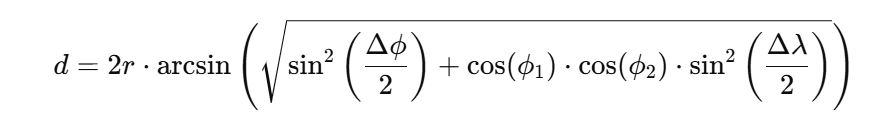 d = 2r · arcsin ( √ sin² ( Δϕ / 2 ) + cos(ϕ₁) · cos(ϕ₂) · sin² ( Δλ / 2 ) )